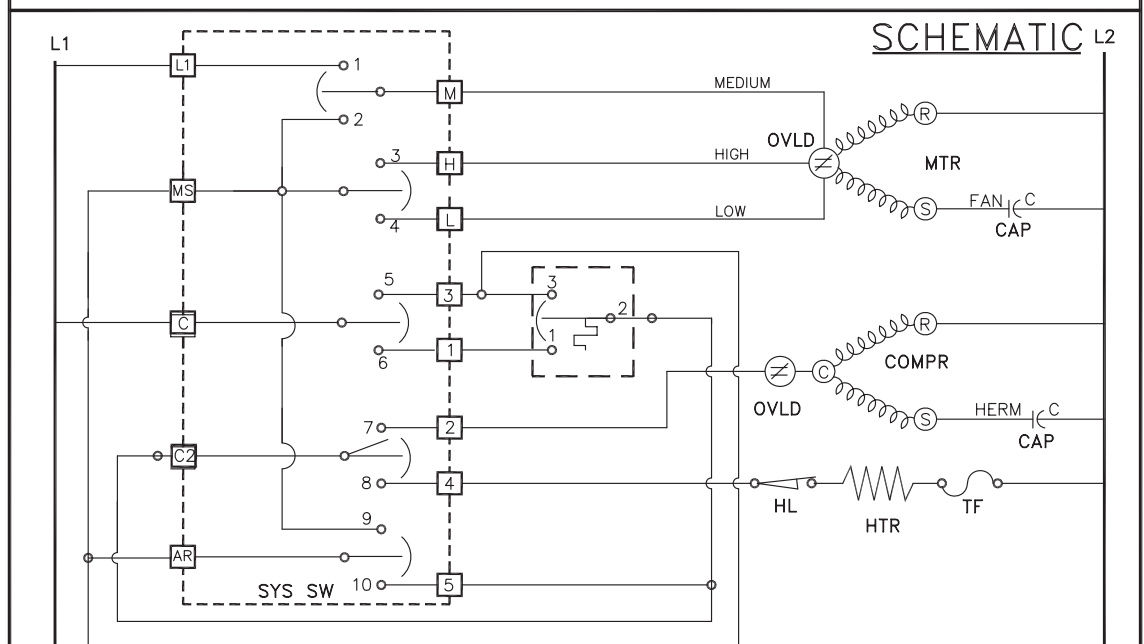 SCHEMATIC
L1
L2
L1
1
MEDIUM
M
R
2
OVLD
3
HIGH
H
MTR
≠
MS
FAN
C
S
4
L
LOW
CAP
5
3
3
2
C
R
1
1
6
COMPR
≠
C
OVLD
HERM
C
S
7
2
CAP
C2
8
4
HL
HTR
TF
9
AR
10
5
SYS SW